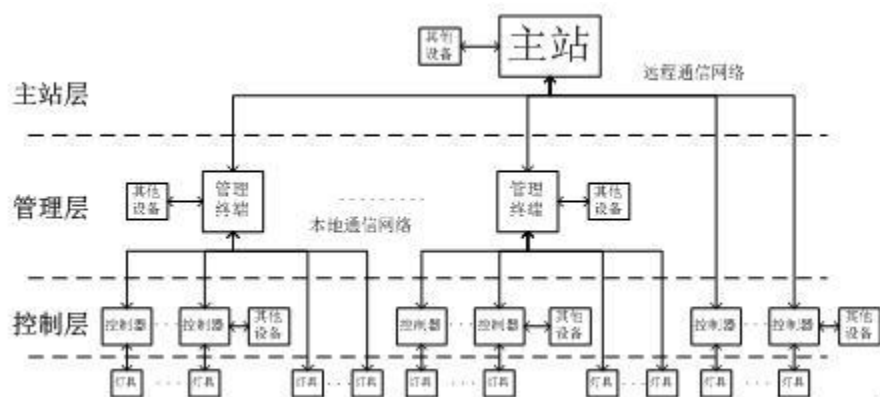 其他
设备
主站
远程通信网络
主站层
管理层
其他
设备
管理
终端
本地通信网络
管理
终端
其他
设备
控制层
控制器
控制器
其他
设备
控制器
控制器
其他
设备
控制器
控制器
其他
设备
灯具
灯具
灯具
灯具
灯具
灯具
灯具
灯具
灯具
灯具